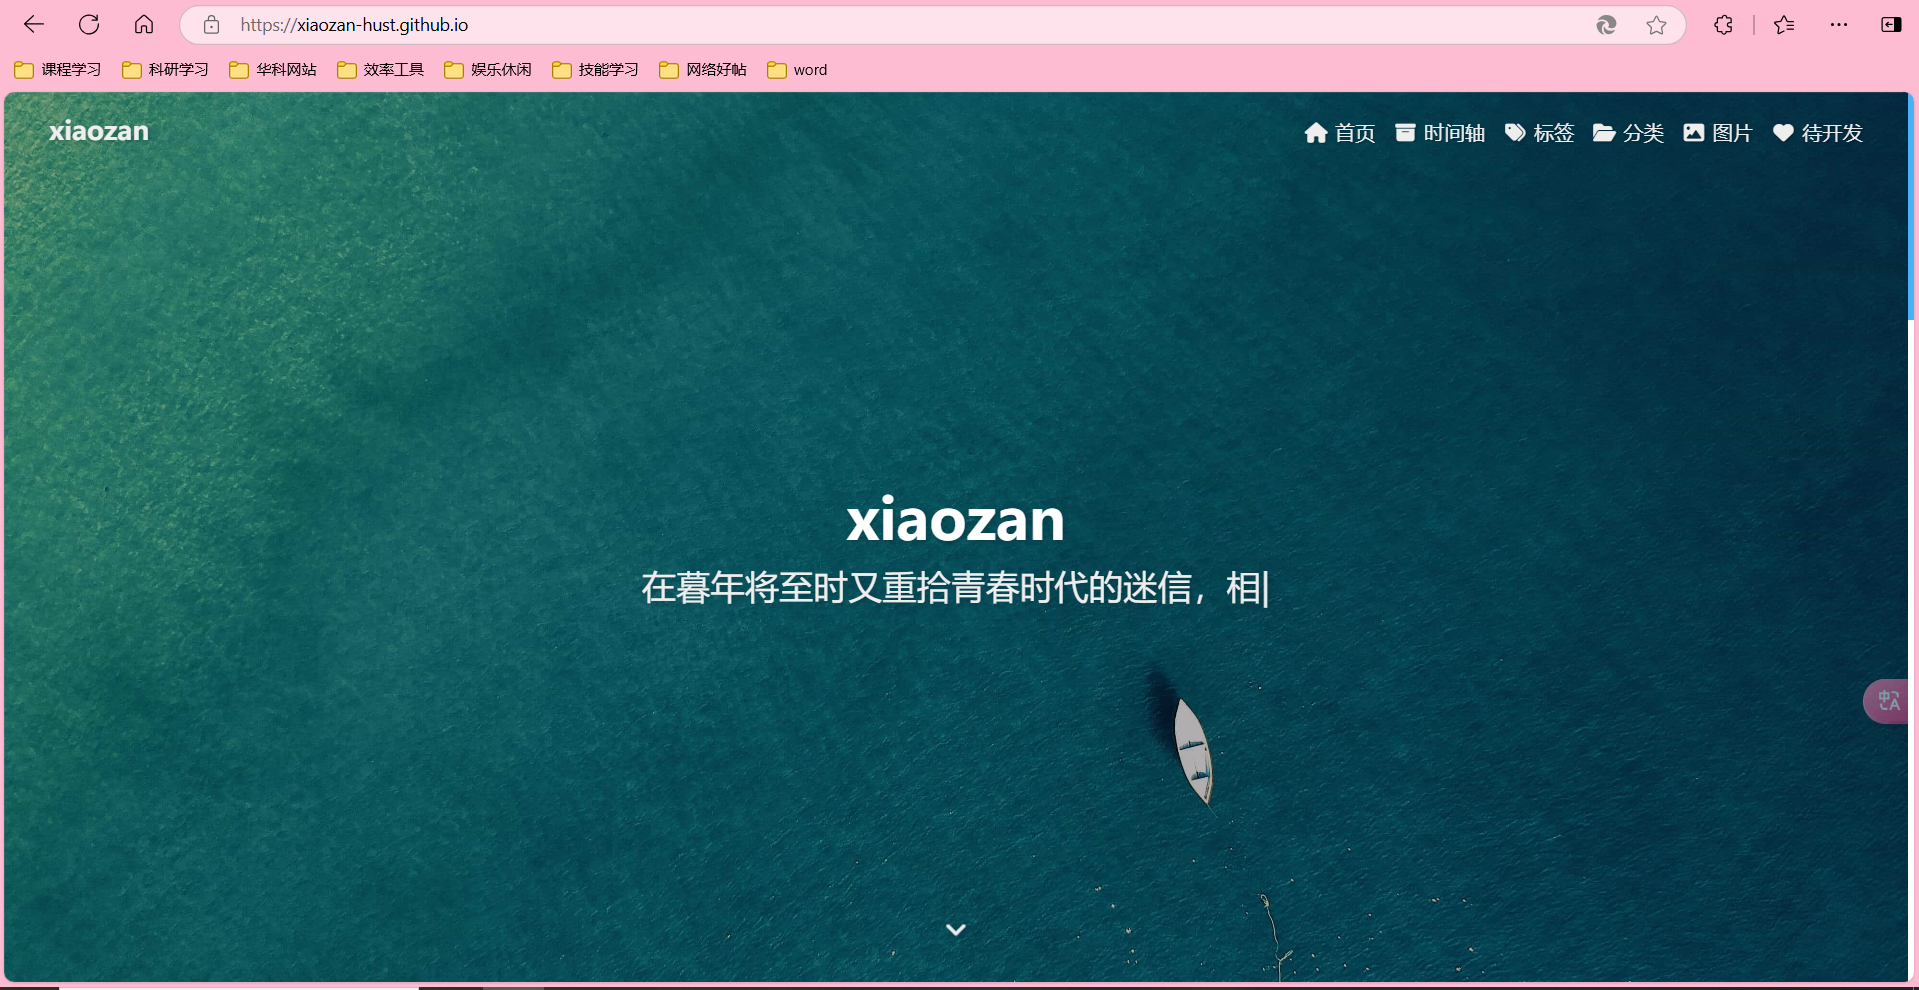 https://xiaozan-hust.github.io
课程学习 科研学习 华科网站 效率工具 娱乐休闲 技能学习 网络好帖 word
xiaozan 首页 时间轴 标签 分类 图片 待开发
xiaozan
在暮年将至时又重拾青春时代的迷信，相|
中 A